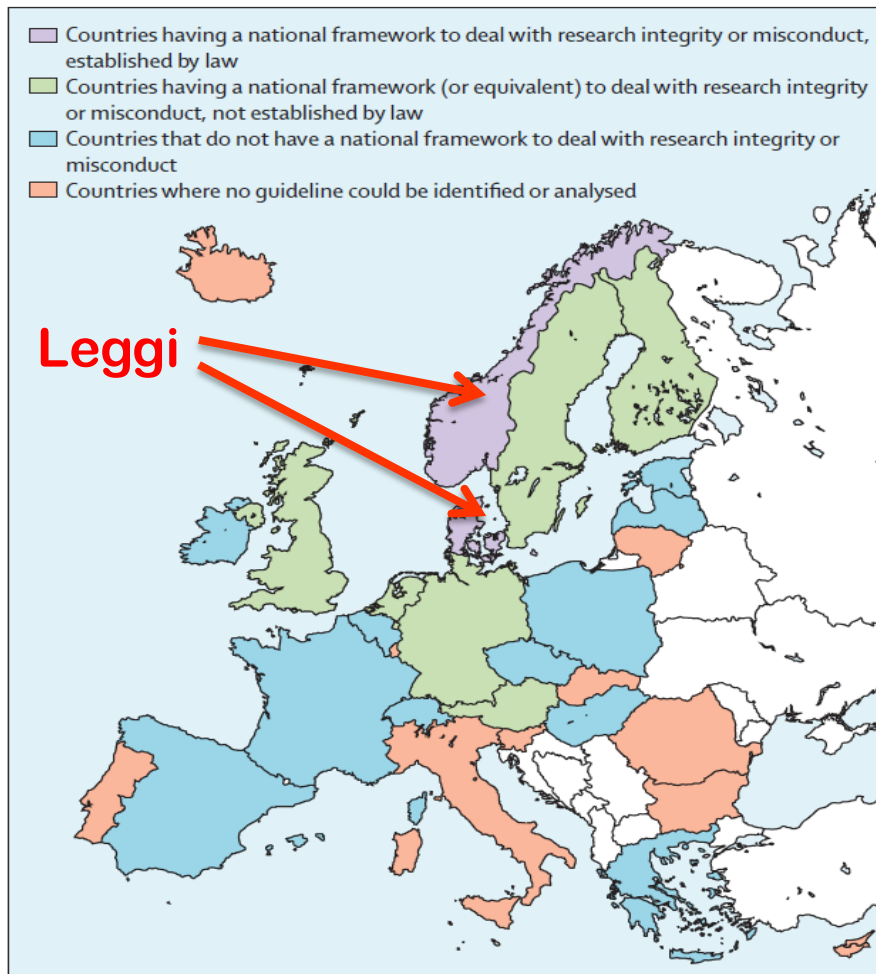 Countries having a national framework to deal with research integrity or misconduct,
established by law
Countries having a national framework (or equivalent) to deal with research integrity
or misconduct, not established by law
Countries that do not have a national framework to deal with research integrity or
misconduct
Countries where no guideline could be identified or analysed
Leggi